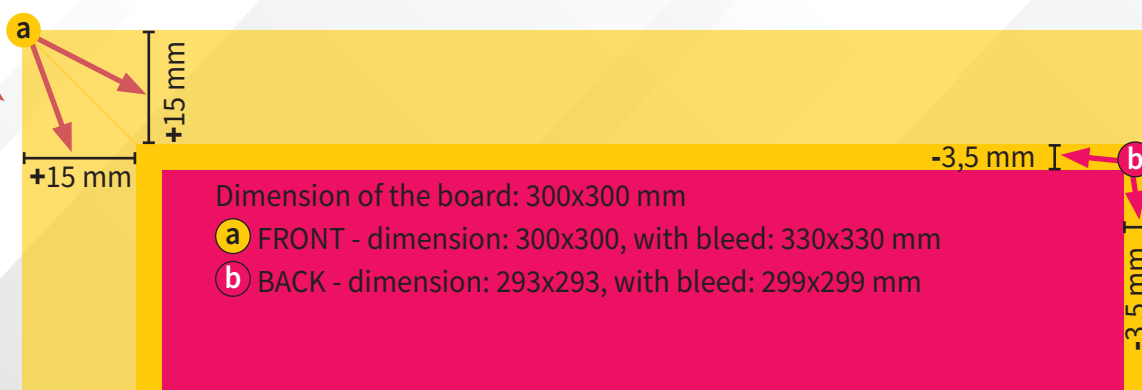 a
+15 mm
+15 mm
-3,5 mm
b
-3,5 mm
Dimension of the board: 300x300 mm
a FRONT - dimension: 300x300, with bleed: 330x330 mm
b BACK - dimension: 293x293, with bleed: 299x299 mm